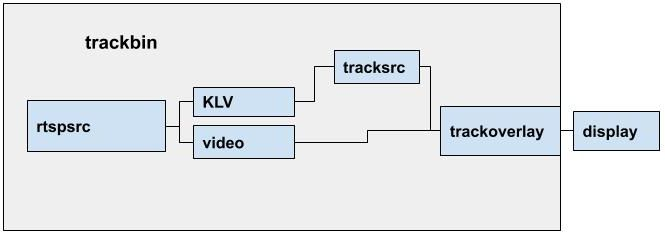 trackbin
tracksrc
KLV
rtspsrc
video
trackoverlay
display